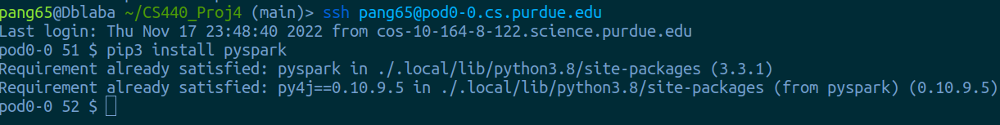 pang65@Dblaba ~/CS440_Proj4 (main)> ssh pang65@pod0-0.cs.purdue.edu
Last login: Thu Nov 17 23:48:40 2022 from cos-10-164-8-122.science.purdue.edu
pod0-0 51 $ pip3 install pyspark
Requirement already satisfied: pyspark in ./.local/lib/python3.8/site-packages (3.3.1)
Requirement already satisfied: py4j==0.10.9.5 in ./.local/lib/python3.8/site-packages (from pyspark) (0.10.9.5)
pod0-0 52 $